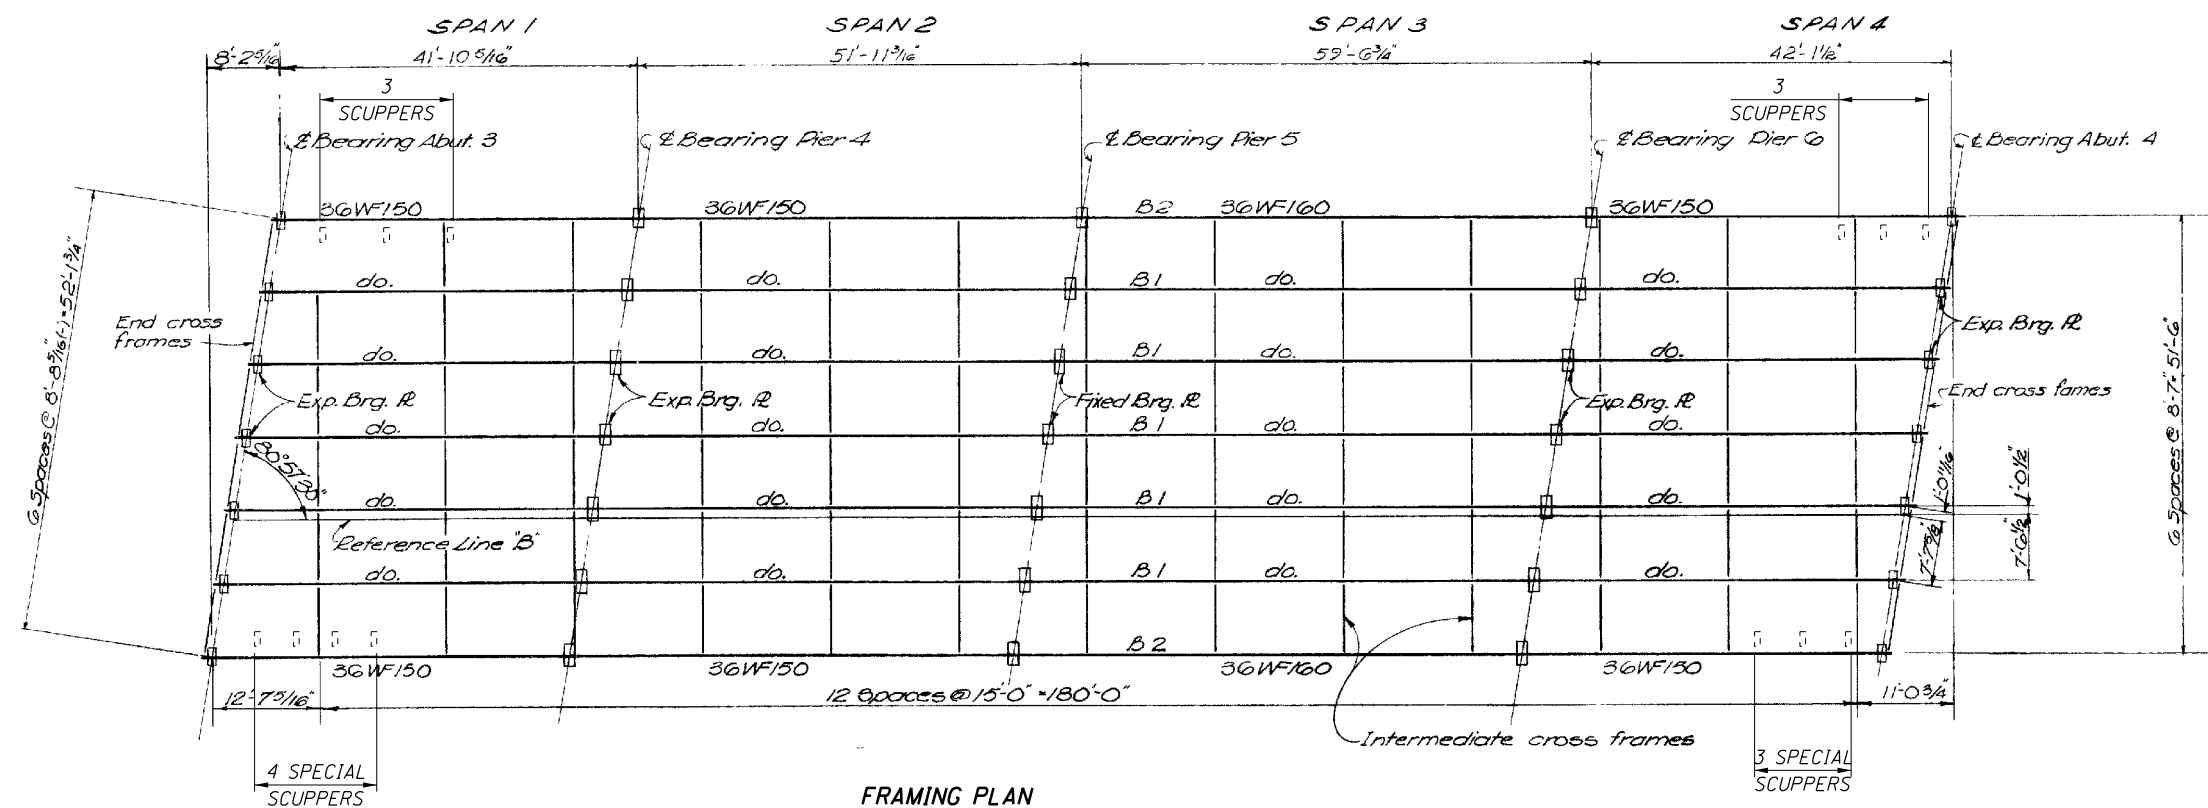 SPAN 1
SPAN 2
SPAN 3
SPAN 4
8'-2 5/16"
41'-10 5/16"
51'-11 3/16"
59'-6 3/4"
42'-1 1/2"
3
SCUPPERS
3
SCUPPERS
℄ Bearing Abut. 3
℄ Bearing Pier 4
℄ Bearing Pier 5
℄ Bearing Pier 6
℄ Bearing Abut. 4
36WF150
36WF150
B2
36WF160
36WF150
do.
do.
B1
do.
do.
End cross
frames
Exp. Brg. ⅊
do.
do.
B1
do.
do.
6 Spaces @ 8'-8 5/16"(-) = 52'-1 3/4"
Exp. Brg. ⅊
Exp. Brg. ⅊
Fixed Brg. ⅊
Exp. Brg. ⅊
End cross fames
do.
do.
B1
do.
do.
80°57'20"
6 Spaces @ 8'-7" = 51'-6"
do.
do.
B1
do.
do.
1'-0 11/16"
1'-0 1/2"
Reference Line "B"
7'-7 5/8"
7'-6 1/2"
do.
do.
B1
do.
do.
36WF150
36WF150
B2
36WF160
36WF150
12'-7 5/16"
12 Spaces @ 15'-0" = 180'-0"
11'-0 3/4"
Intermediate cross frames
4 SPECIAL
SCUPPERS
3 SPECIAL
SCUPPERS
FRAMING PLAN